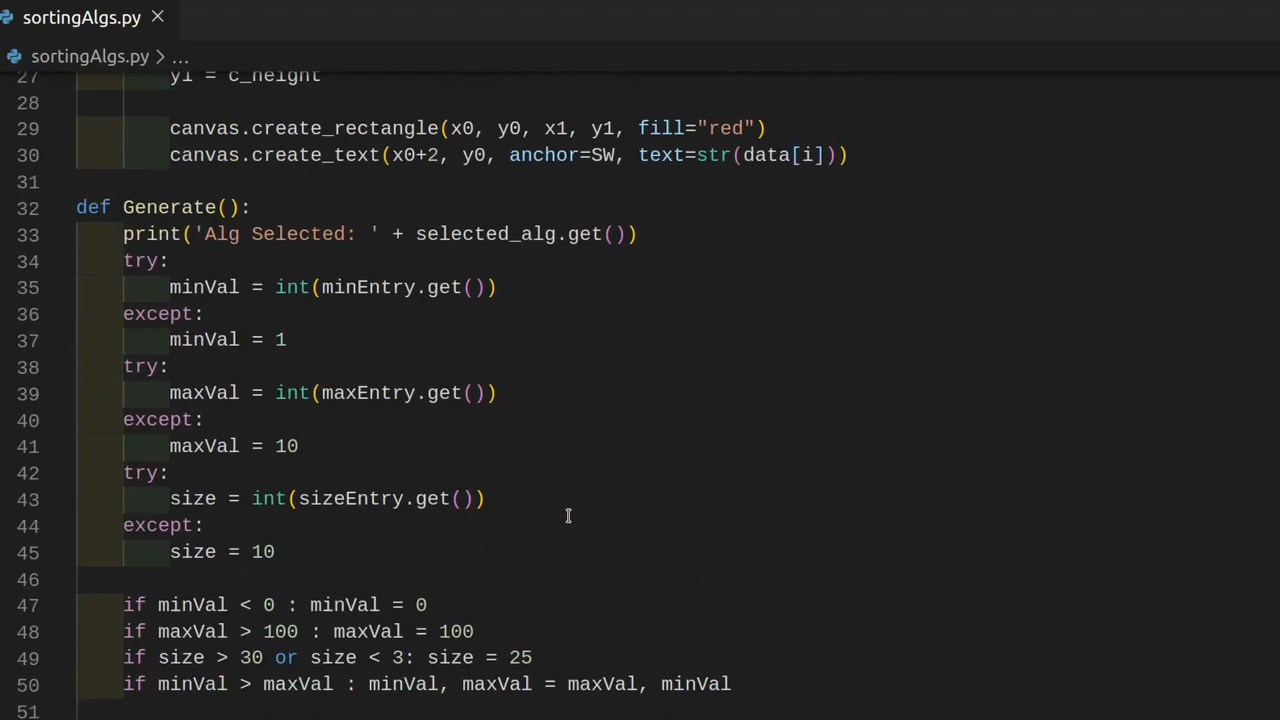 sortingAlgs.py
sortingAlgs.py > ...
27 y1 = c_height
28
29 canvas.create_rectangle(x0, y0, x1, y1, fill="red")
30 canvas.create_text(x0+2, y0, anchor=SW, text=str(data[i]))
31
32 def Generate():
33 print('Alg Selected: ' + selected_alg.get())
34 try:
35 minVal = int(minEntry.get())
36 except:
37 minVal = 1
38 try:
39 maxVal = int(maxEntry.get())
40 except:
41 maxVal = 10
42 try:
43 size = int(sizeEntry.get())
44 except:
45 size = 10
46
47 if minVal < 0 : minVal = 0
48 if maxVal > 100 : maxVal = 100
49 if size > 30 or size < 3: size = 25
50 if minVal > maxVal : minVal, maxVal = maxVal, minVal
51